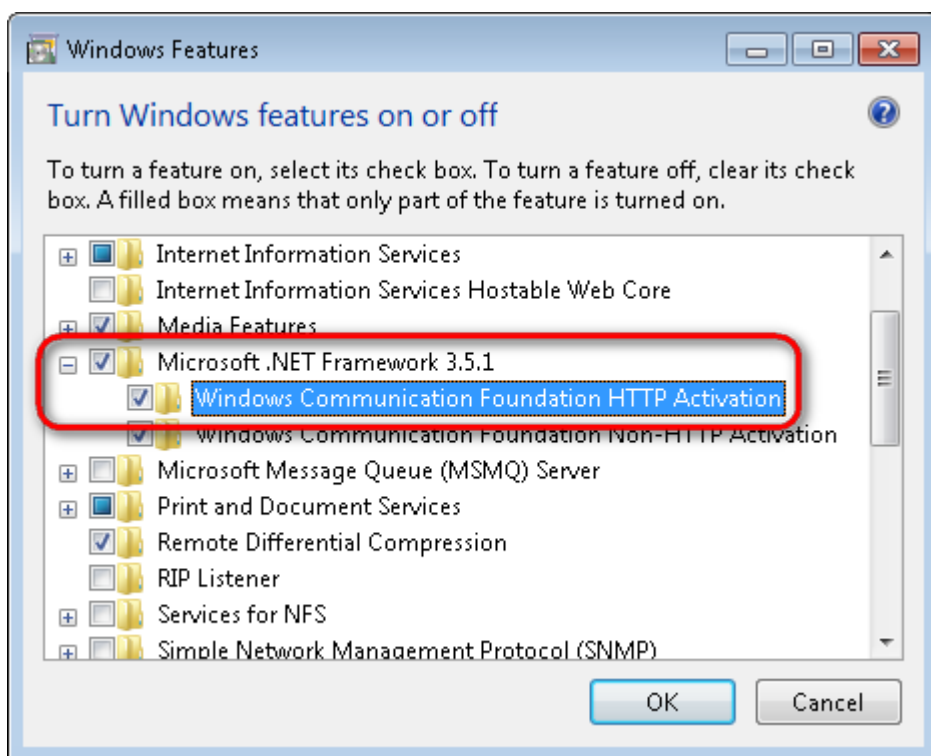 Windows Features
Turn Windows features on or off
To turn a feature on, select its check box. To turn a feature off, clear its check
box. A filled box means that only part of the feature is turned on.
Internet Information Services
Internet Information Services Hostable Web Core
Media Features
Microsoft .NET Framework 3.5.1
Windows Communication Foundation HTTP Activation
Windows Communication Foundation Non-HTTP Activation
Microsoft Message Queue (MSMQ) Server
Print and Document Services
Remote Differential Compression
RIP Listener
Services for NFS
Simple Network Management Protocol (SNMP)
OK Cancel